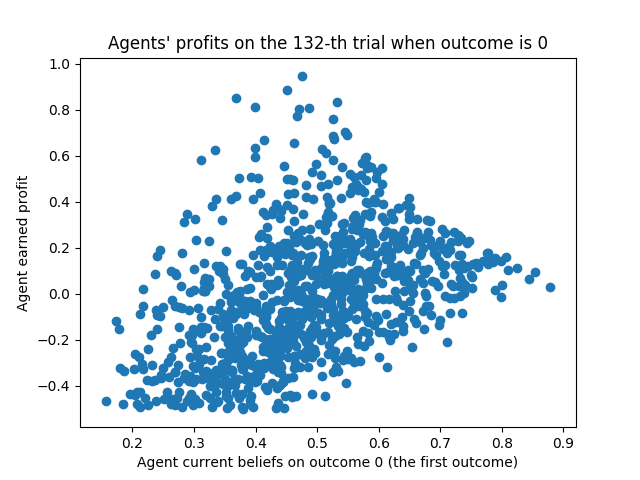 Agents' profits on the 132-th trial when outcome is 0
1.0
0.8
0.6
0.4
0.2
0.0
−0.2
−0.4
Agent earned profit
0.2 0.3 0.4 0.5 0.6 0.7 0.8 0.9
Agent current beliefs on outcome 0 (the first outcome)